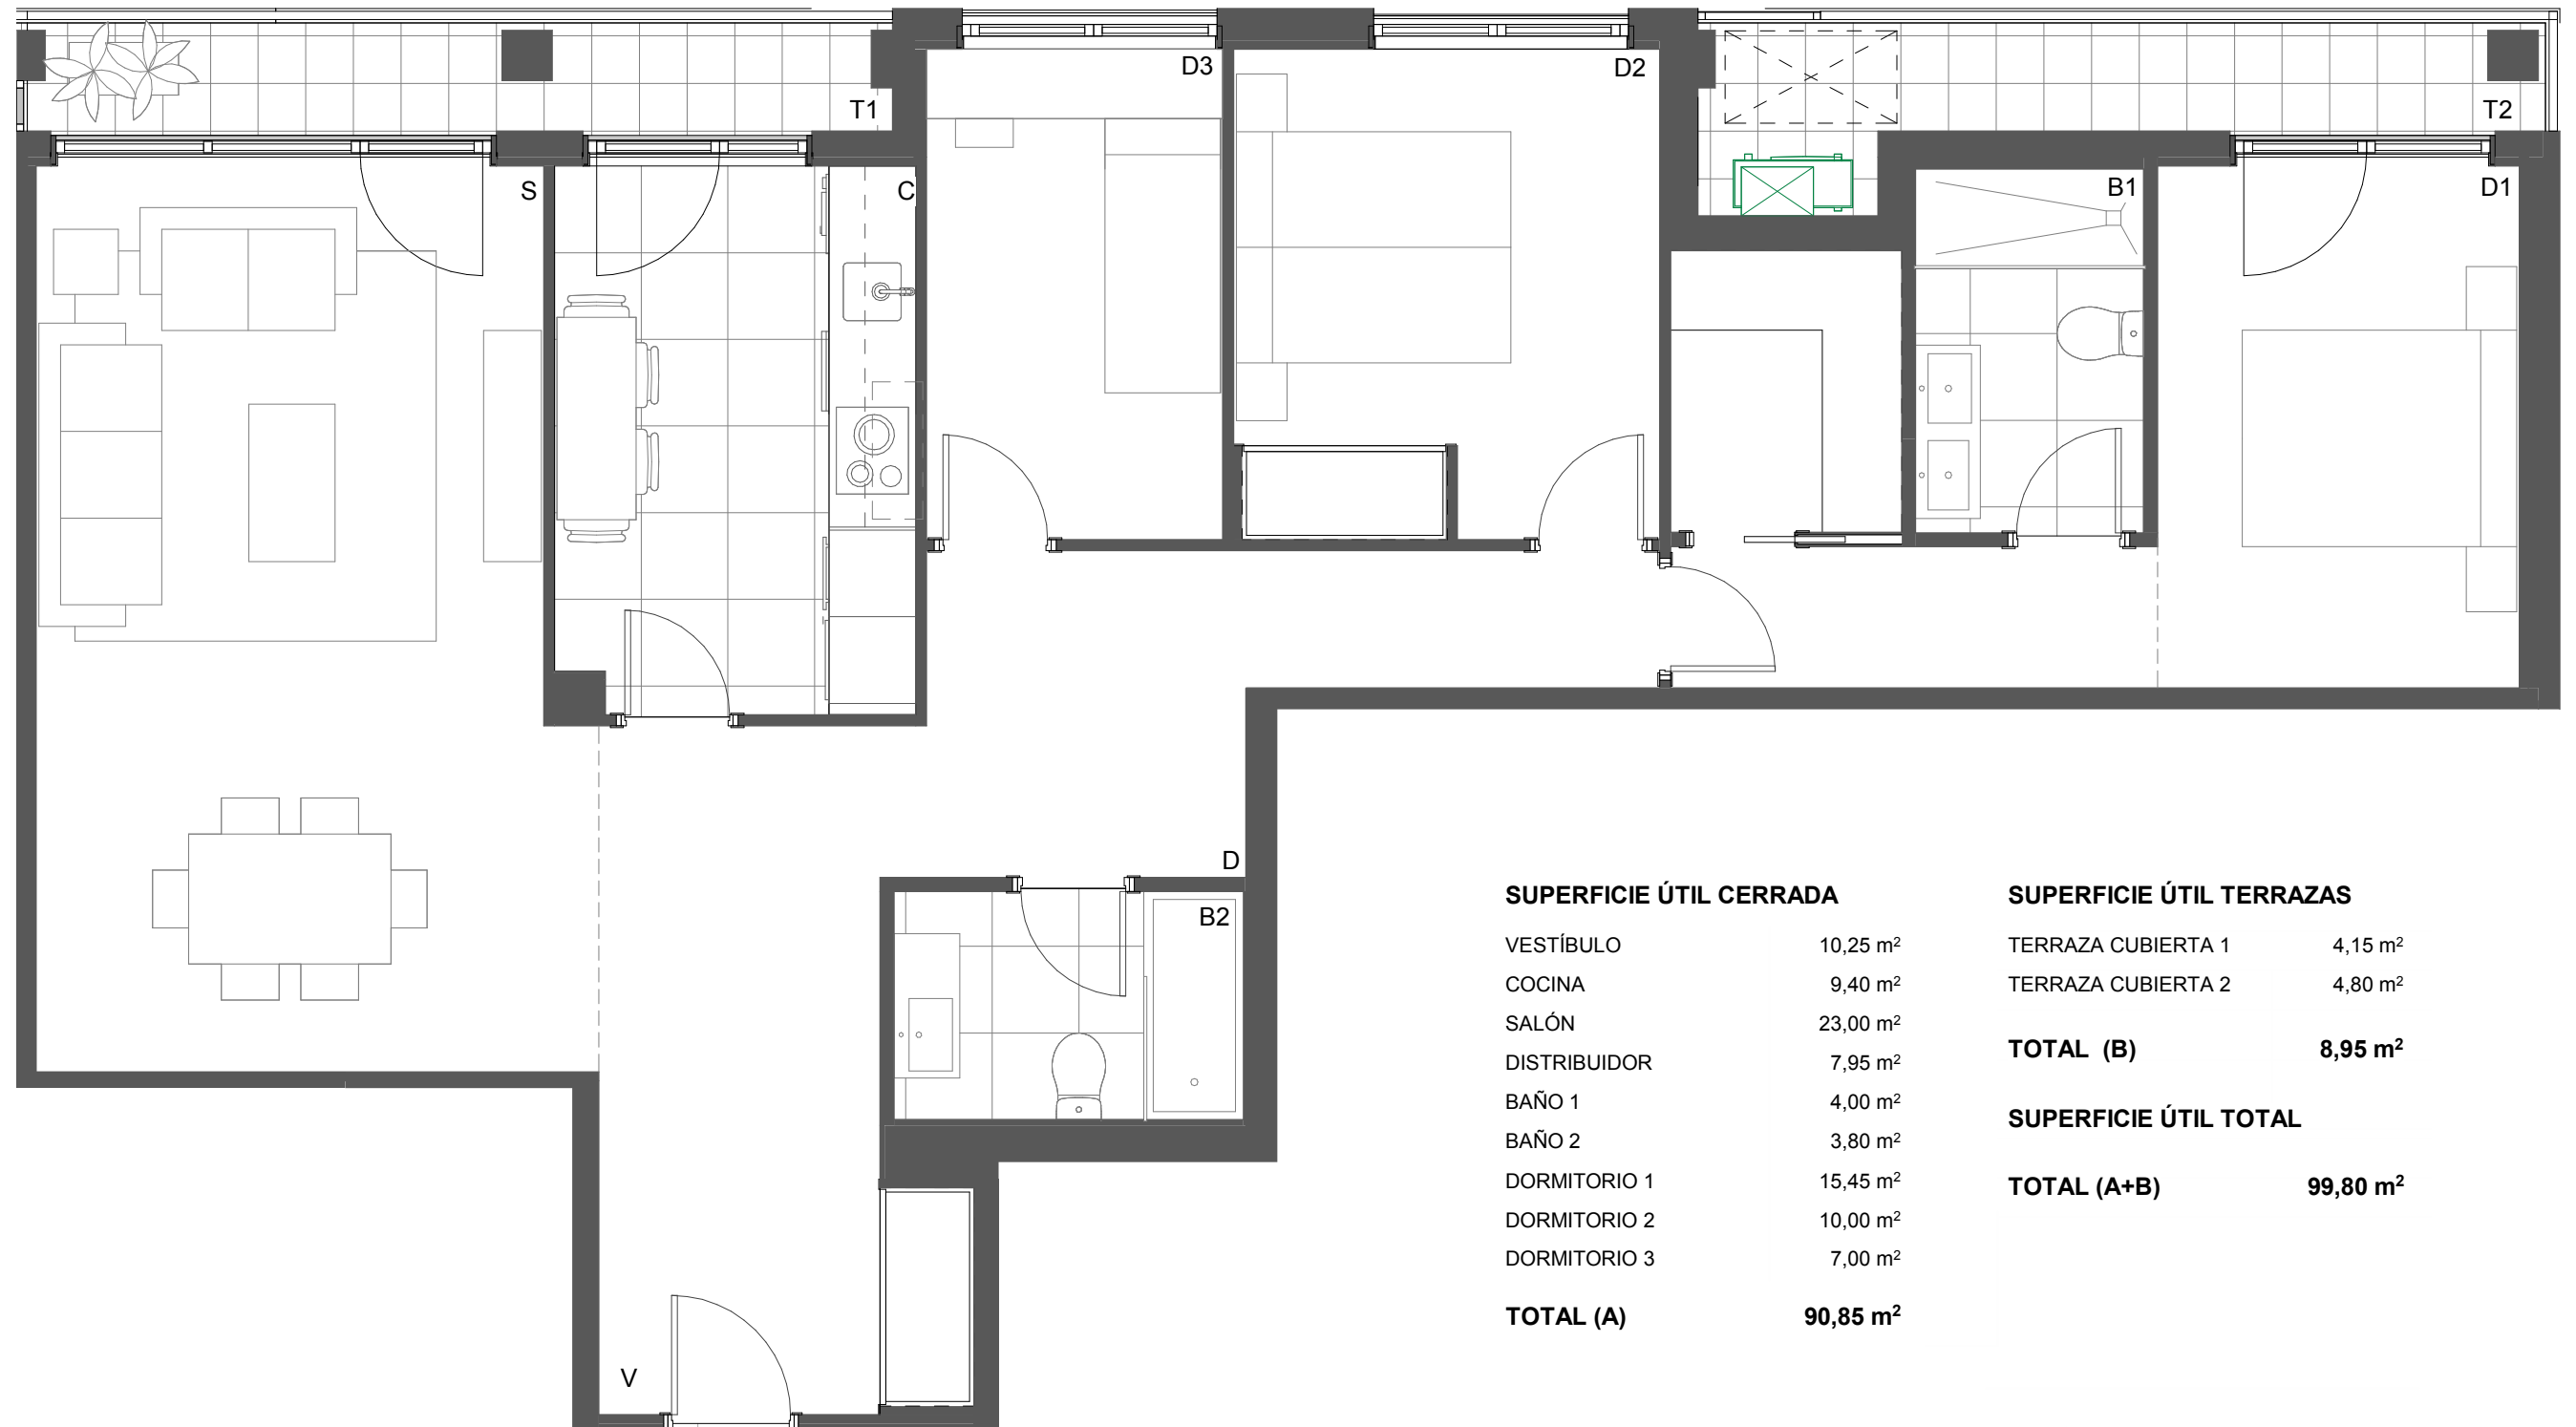 D3
D2
T1
T2
S
C
B1
D1
D
B2
V
SUPERFICIE ÚTIL CERRADA
VESTÍBULO 10,25 m²
COCINA 9,40 m²
SALÓN 23,00 m²
DISTRIBUIDOR 7,95 m²
BAÑO 1 4,00 m²
BAÑO 2 3,80 m²
DORMITORIO 1 15,45 m²
DORMITORIO 2 10,00 m²
DORMITORIO 3 7,00 m²
TOTAL (A) 90,85 m²
SUPERFICIE ÚTIL TERRAZAS
TERRAZA CUBIERTA 1 4,15 m²
TERRAZA CUBIERTA 2 4,80 m²
TOTAL (B) 8,95 m²
SUPERFICIE ÚTIL TOTAL
TOTAL (A+B) 99,80 m²